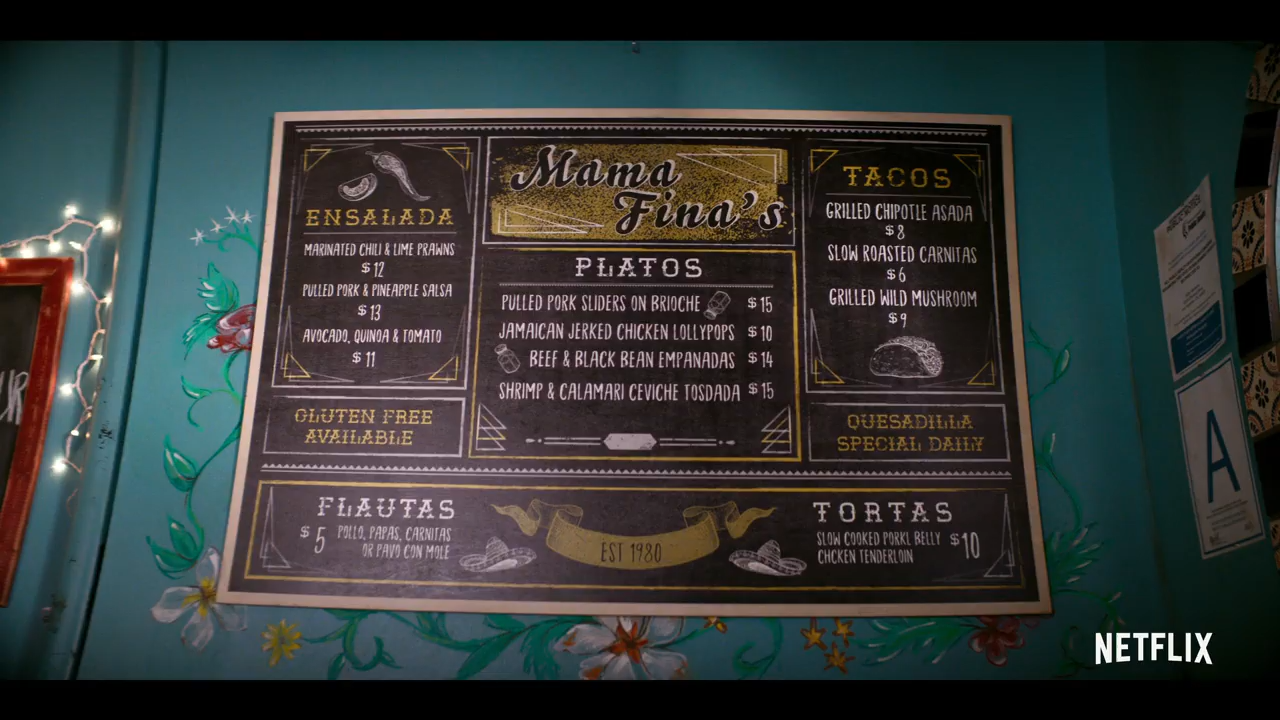 Mama
Fina's
ENSALADA
MARINATED CHILI & LIME PRAWNS
$12
PULLED PORK & PINEAPPLE SALSA
$13
AVOCADO, QUINOA & TOMATO
$11
GLUTEN FREE
AVAILABLE
PLATOS
PULLED PORK SLIDERS ON BRIOCHE $15
JAMAICAN JERKED CHICKEN LOLLYPOPS $10
BEEF & BLACK BEAN EMPANADAS $14
SHRIMP & CALAMARI CEVICHE TOSDADA $15
TACOS
GRILLED CHIPOTLE ASADA
$8
SLOW ROASTED CARNITAS
$6
GRILLED WILD MUSHROOM
$9
QUESADILLA
SPECIAL DAILY
FLAUTAS
$5 POLLO, PAPAS, CARNITAS
OR PAVO CON MOLE
EST 1980
TORTAS
SLOW COOKED PORKL BELLY $10
CHCKEN TENDERLOIN
A
NETFLIX